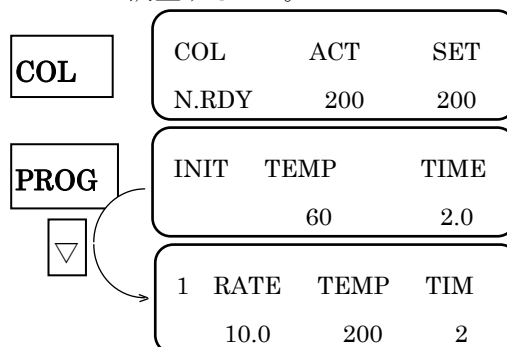 COL
COL ACT SET
N.RDY 200 200
PROG
INIT TEMP TIME
60 2.0
▽
1 RATE TEMP TIM
10.0 200 2